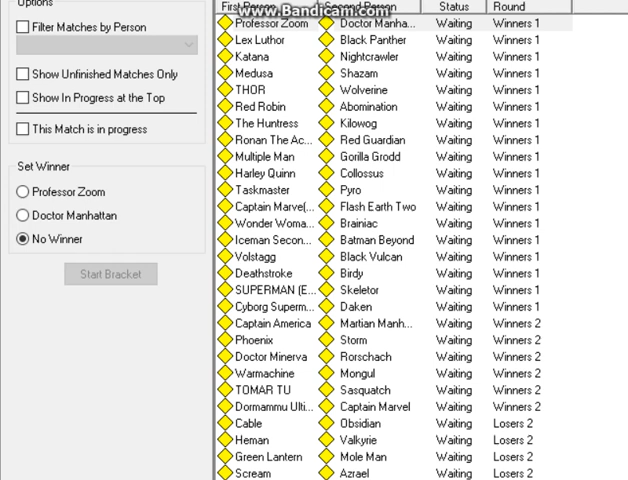 Options
First Person Second Person Status Round
www.Bandicam.com
Filter Matches by Person
Show Unfinished Matches Only
Show In Progress at the Top
This Match is in progress
Set Winner
Professor Zoom
Doctor Manhattan
No Winner
Start Bracket
Professor Zoom Doctor Manha... Waiting Winners 1
Lex Luthor Black Panther Waiting Winners 1
Katana Nightcrawler Waiting Winners 1
Medusa Shazam Waiting Winners 1
THOR Wolverine Waiting Winners 1
Red Robin Abomination Waiting Winners 1
The Huntress Kilowog Waiting Winners 1
Ronan The Ac... Red Guardian Waiting Winners 1
Multiple Man Gorilla Grodd Waiting Winners 1
Harley Quinn Collossus Waiting Winners 1
Taskmaster Pyro Waiting Winners 1
Captain Marve(... Flash Earth Two Waiting Winners 1
Wonder Woma... Brainiac Waiting Winners 1
Iceman Secon... Batman Beyond Waiting Winners 1
Volstagg Black Vulcan Waiting Winners 1
Deathstroke Birdy Waiting Winners 1
SUPERMAN (E... Skeletor Waiting Winners 1
Cyborg Superm... Daken Waiting Winners 1
Captain America Martian Manh... Waiting Winners 2
Phoenix Storm Waiting Winners 2
Doctor Minerva Rorschach Waiting Winners 2
Warmachine Mongul Waiting Winners 2
TOMAR TU Sasquatch Waiting Winners 2
Dormammu Ulti... Captain Marvel Waiting Winners 2
Cable Obsidian Waiting Losers 2
Heman Valkyrie Waiting Losers 2
Green Lantern Mole Man Waiting Losers 2
Scream Azrael Waiting Losers 2